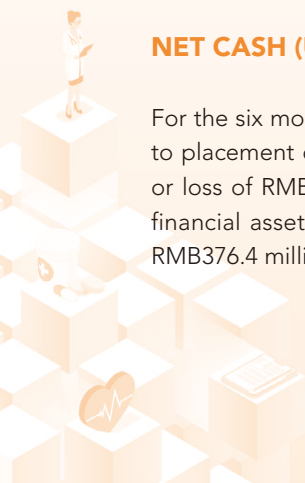 NET CASH (
For the six mo
to placement
or loss of RMB
financial asset
RMB376.4 milli